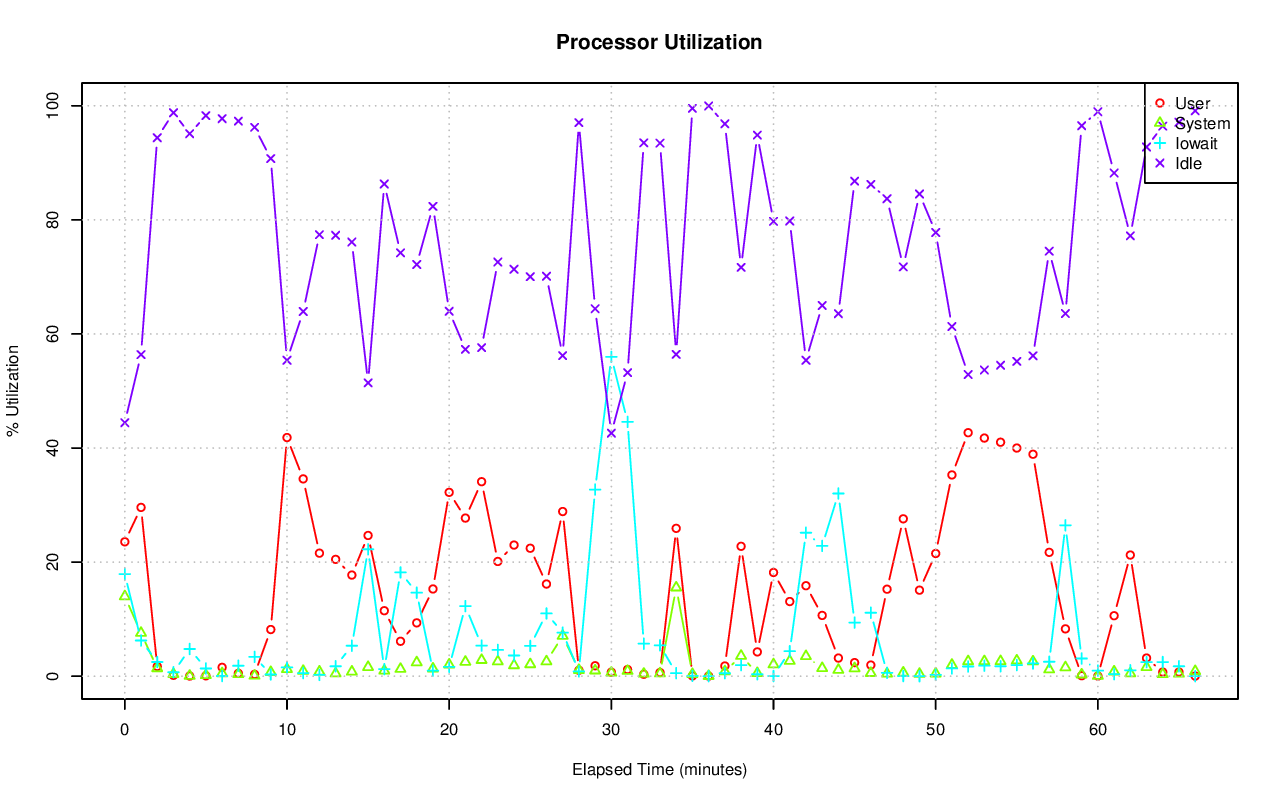 Processor Utilization
% Utilization
100
80
60
40
20
0
User
System
Iowait
Idle
0 10 20 30 40 50 60
Elapsed Time (minutes)